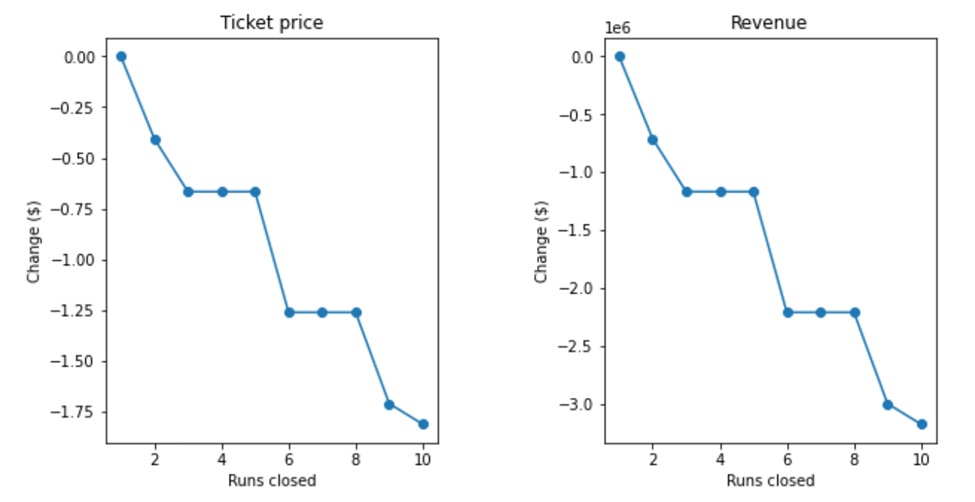 Ticket price
0.00
−0.25
−0.50
−0.75
−1.00
−1.25
−1.50
−1.75
Change ($)
2 4 6 8 10
Runs closed
Revenue
1e6
0.0
−0.5
−1.0
−1.5
−2.0
−2.5
−3.0
Change ($)
2 4 6 8 10
Runs closed